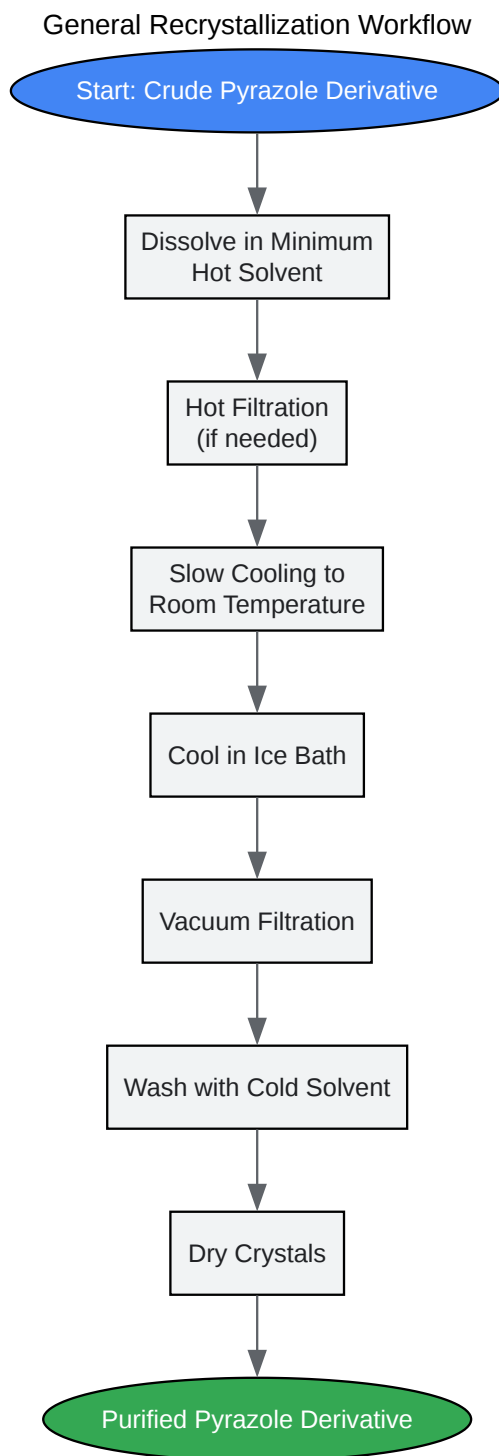 General Recrystallization Workflow
Start: Crude Pyrazole Derivative
Dissolve in Minimum
Hot Solvent
Hot Filtration
(if needed)
Slow Cooling to
Room Temperature
Cool in Ice Bath
Vacuum Filtration
Wash with Cold Solvent
Dry Crystals
Purified Pyrazole Derivative